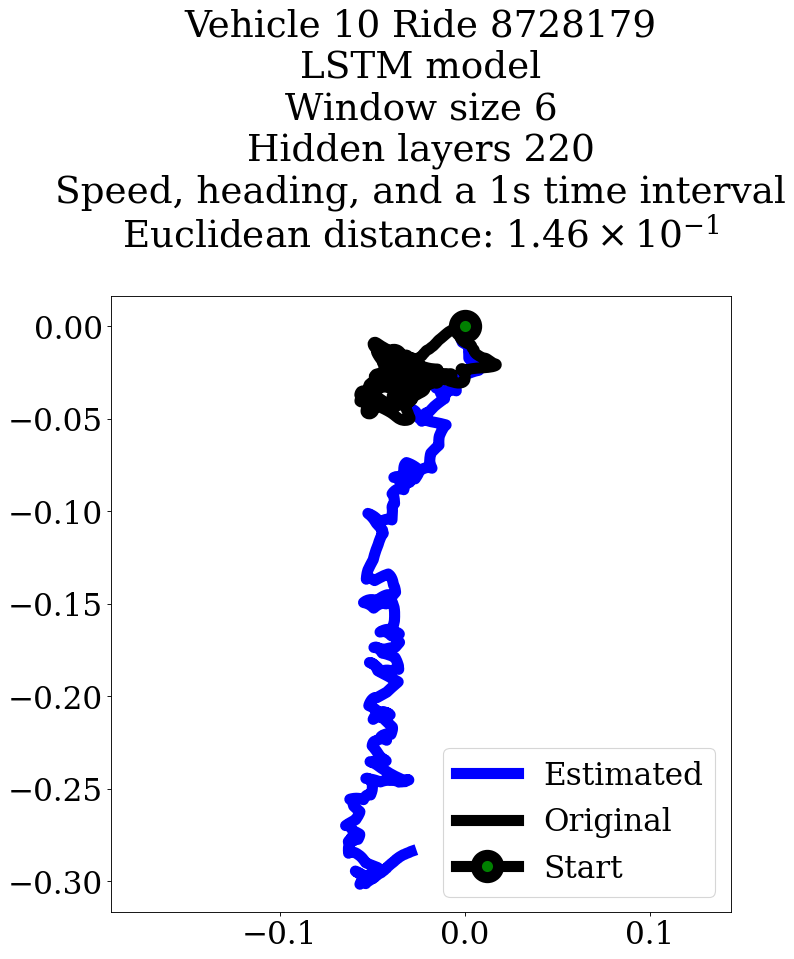 Vehicle 10 Ride 8728179
LSTM model
Window size 6
Hidden layers 220
Speed, heading, and a 1s time interval
Euclidean distance: 1.46 × 10⁻¹
0.00
−0.05
−0.10
−0.15
−0.20
−0.25
−0.30
Estimated
Original
Start
−0.1
0.0
0.1